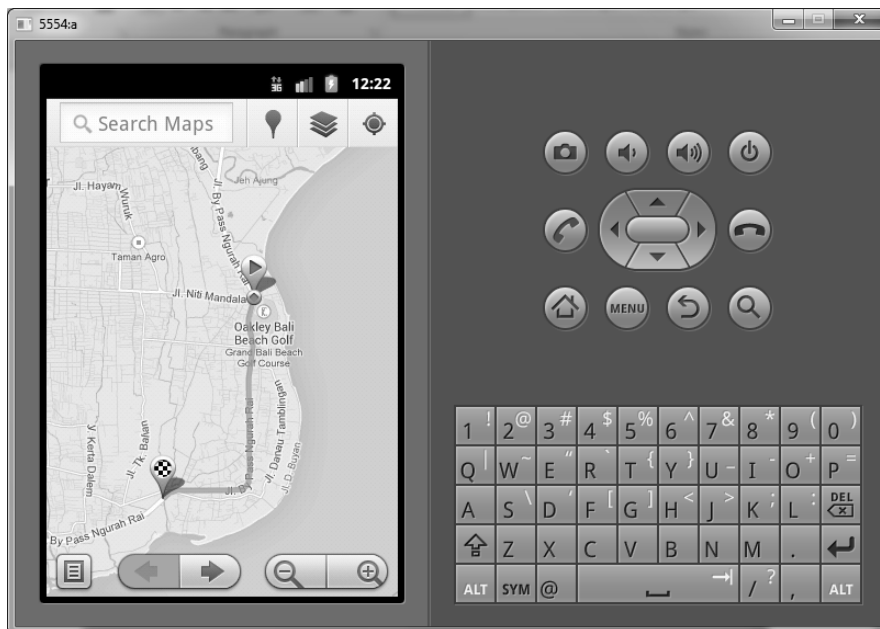 5554:a
3G 12:22
Search Maps
Jl. Hayam Wuruk
Jeh Ajung
Jl. By Pass Ngurah Rai
Taman Agro
Jl. Niti Mandala
Oakley Bali
Beach Golf
Grand Bali Beach
Golf Course
Jl. By Pass Ngurah Rai
Jl. Danau Tamblingan
Jl. D. Buyan
y. Kerta Dalem
Jl. Tk. Balian
Jl. By
By Pass Ngurah Rai
MENU
1 ! 2 @ 3 # 4 $ 5 % 6 ^ 7 & 8 * 9 ( 0 )
Q | W ~ E " R ` T { Y } U _ I - O + P =
A S \ D ' F [ G ] H < J > K ; L : DEL
Z X C V B N M .
ALT SYM @ / ? , ALT